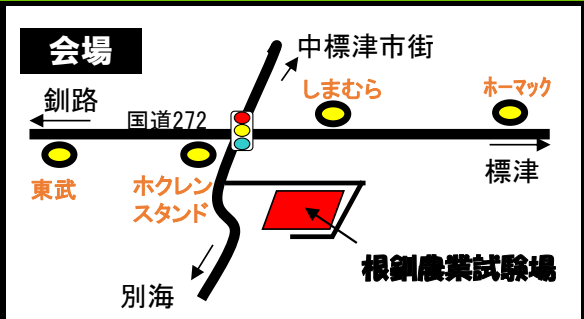 会場
中標津市街
しまむら
ホーマック
釧路
国道272
標津
東武
ホクレン
スタンド
根釧農業試験場
別海